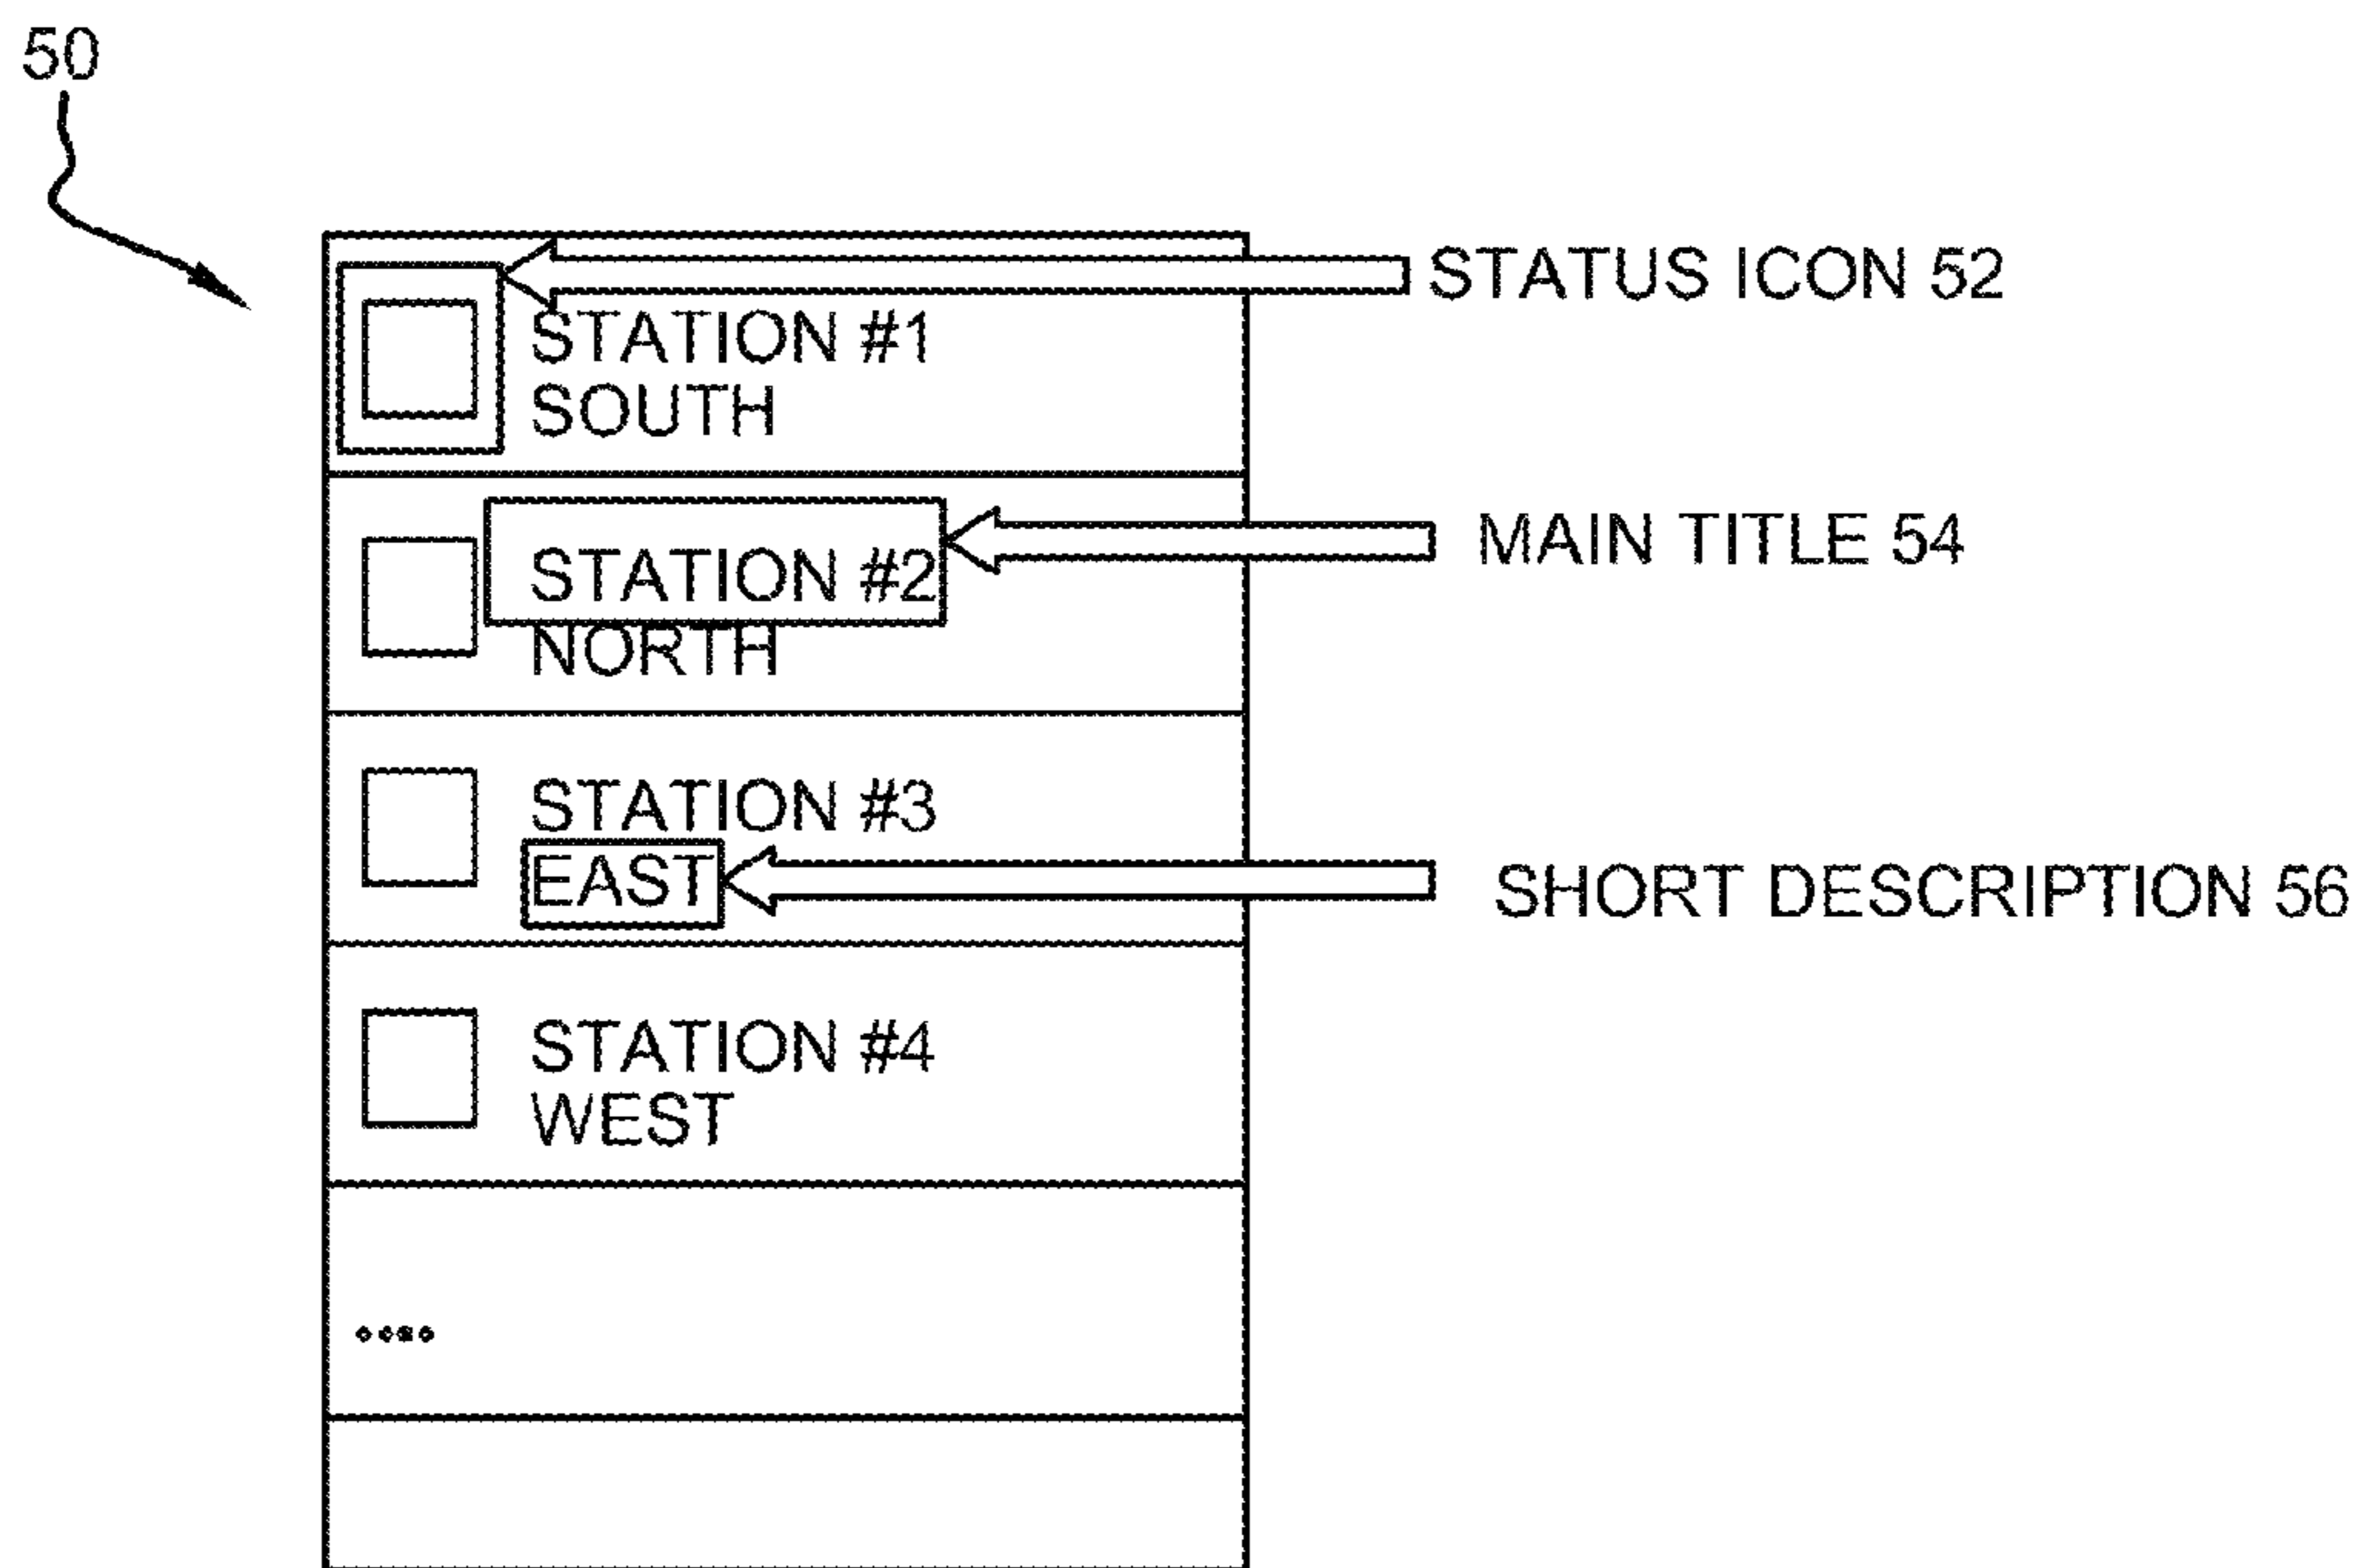 50
STATUS ICON 52
STATION #1
SOUTH
MAIN TITLE 54
STATION #2
NORTH
STATION #3
EAST
SHORT DESCRIPTION 56
STATION #4
WEST
....